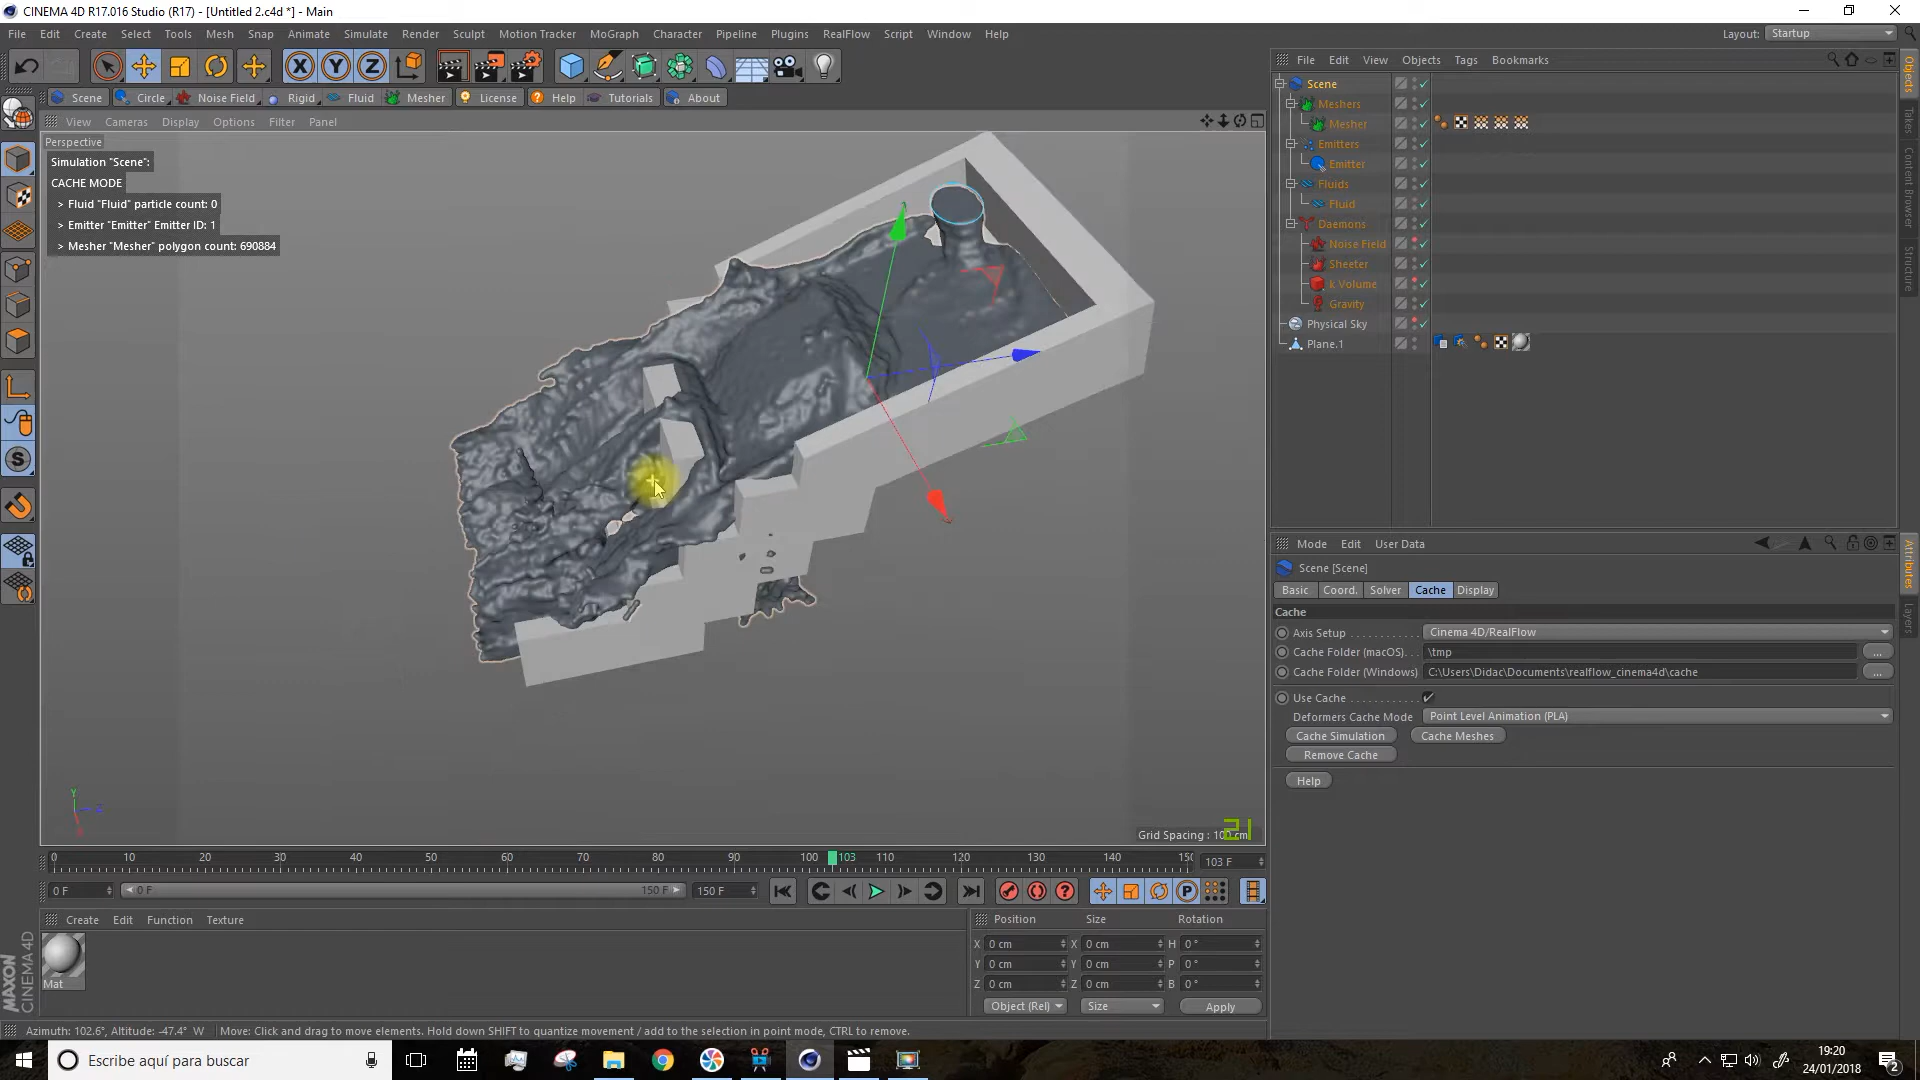 CINEMA 4D R17.016 Studio (R17) - [Untitled 2.c4d *] - Main
File Edit Create Select Tools Mesh Snap Animate Simulate Render Sculpt Motion Tracker MoGraph Character Pipeline Plugins RealFlow Script Window Help
Layout: Startup
Scene Circle Noise Field Rigid Fluid Mesher License Help Tutorials About
View Cameras Display Options Filter Panel
Perspective
Simulation "Scene":
CACHE MODE
> Fluid "Fluid" particle count: 0
> Emitter "Emitter" Emitter ID: 1
> Mesher "Mesher" polygon count: 690884
File Edit View Objects Tags Bookmarks
Scene
Meshers
Mesher
Emitters
Emitter
Fluids
Fluid
Daemons
Noise Field
Sheeter
k Volume
Gravity
Physical Sky
Plane.1
Objects
Takes
Content Browser
Structure
Mode Edit User Data
Scene [Scene]
Basic Coord. Solver Cache Display
Cache
Axis Setup Cinema 4D/RealFlow
Cache Folder (macOS) \tmp ...
Cache Folder (Windows) C:\Users\Didac\Documents\realflow_cinema4d\cache ...
Use Cache
Deformers Cache Mode Point Level Animation (PLA)
Cache Simulation Cache Meshes
Remove Cache
Help
Attributes
Layers
Y
Z
21
0 10 20 30 40 50 60 70 80 90 100 103 110 120 130 140 103 F
0 F 0 F 150 F 150 F
Create Edit Function Texture
Mat
MAXON
CINEMA 4D
Position Size Rotation
X 0 cm X 0 cm H 0 °
Y 0 cm Y 0 cm P 0 °
Z 0 cm Z 0 cm B 0 °
Object (Rel) Size Apply
Azimuth: 102.6°, Altitude: -47.4° W Move: Click and drag to move elements. Hold down SHIFT to quantize movement / add to the selection in point mode, CTRL to remove.
Escribe aquí para buscar
19:20
24/01/2018
2